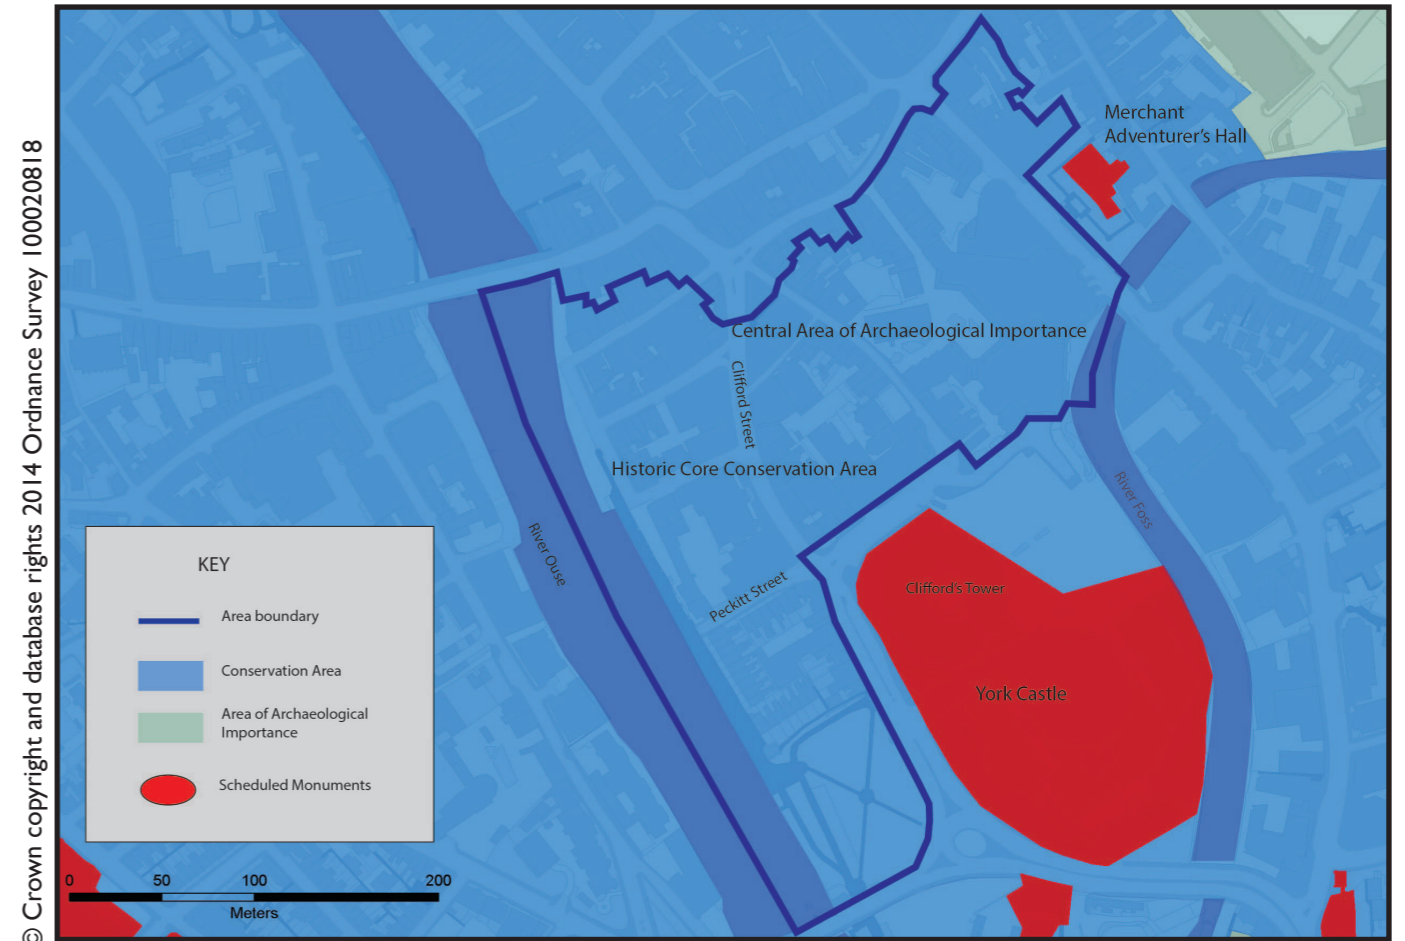 © Crown copyright and database rights 2014 Ordnance Survey 100020818
Merchant
Adventurer's Hall
Central Area of Archaeological Importance
Clifford Street
Historic Core Conservation Area
River Foss
River Ouse
Peckitt Street
Clifford's Tower
York Castle
KEY
Area boundary
Conservation Area
Area of Archaeological
Importance
Scheduled Monuments
0 50 100 200
Meters